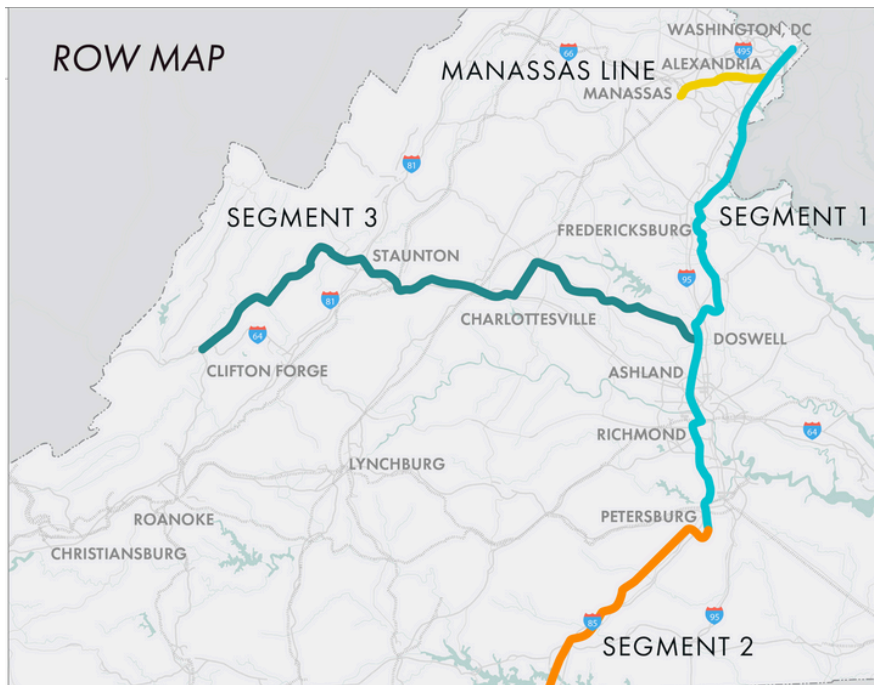 ROW MAP
WASHINGTON, DC
66
495
MANASSAS LINE
ALEXANDRIA
MANASSAS
81
SEGMENT 3
SEGMENT 1
FREDERICKSBURG
STAUNTON
95
81
CHARLOTTESVILLE
64
DOSWELL
CLIFTON FORGE
ASHLAND
RICHMOND
64
LYNCHBURG
ROANOKE
PETERSBURG
CHRISTIANSBURG
95
85
SEGMENT 2